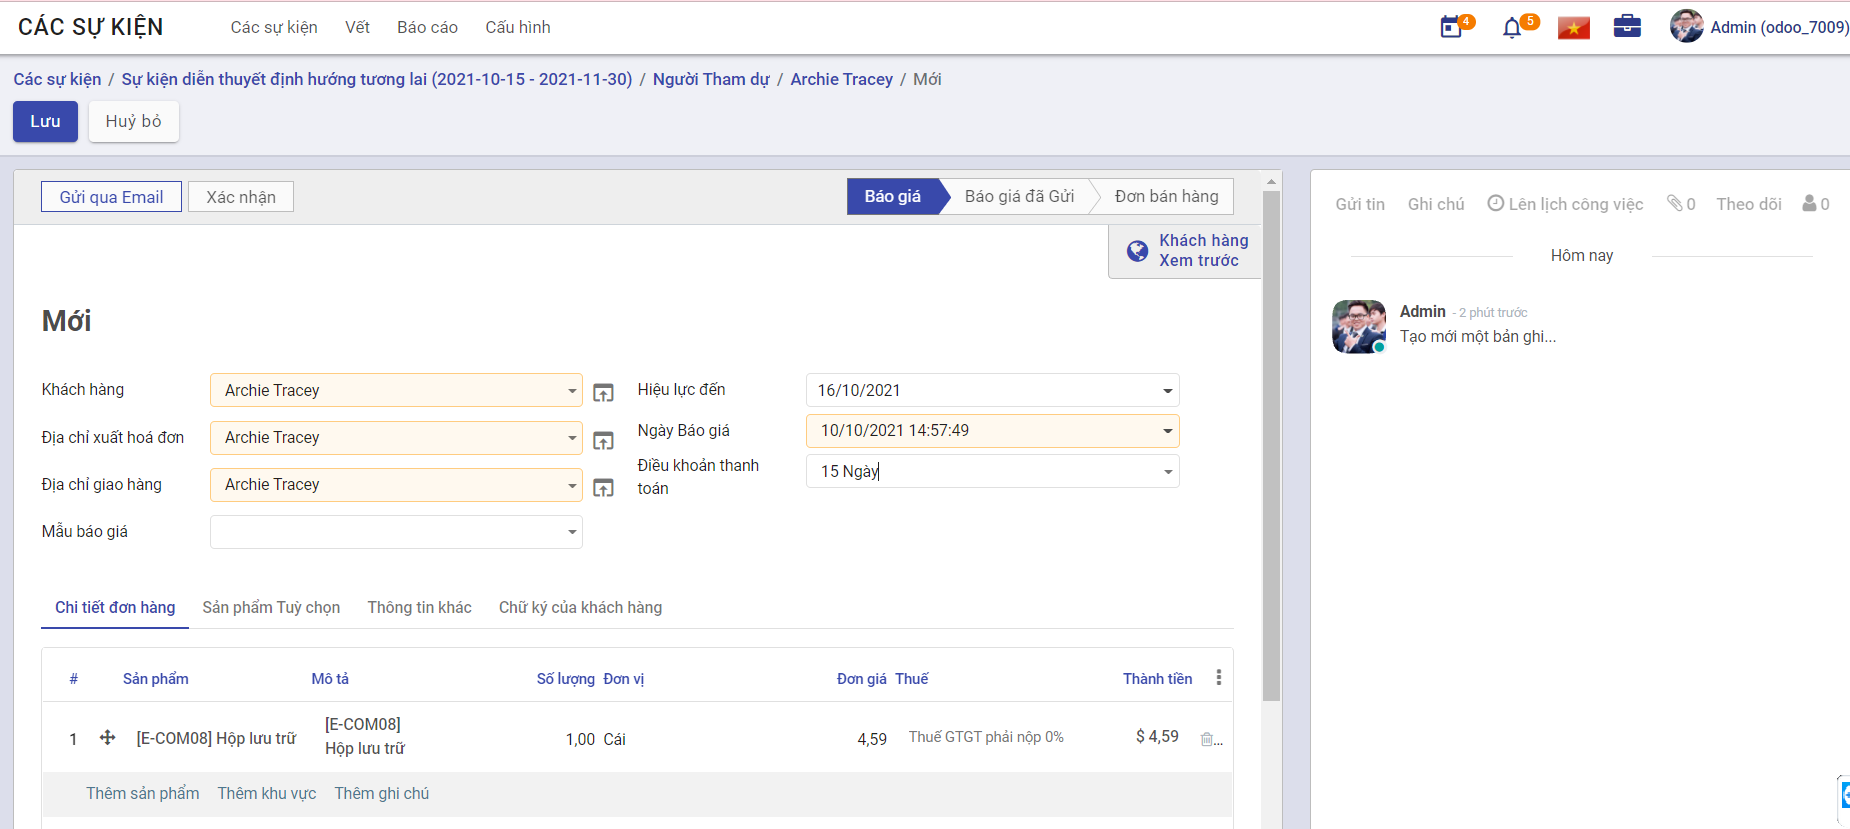 CÁC SỰ KIỆN
Các sự kiện Vét Báo cáo Cấu hình
4
5
Admin (odoo_7009)
Các sự kiện / Sự kiện diễn thuyết định hướng tương lai (2021-10-15 - 2021-11-30) / Người Tham dự / Archie Tracey / Mới
Lưu Huỷ bỏ
Gửi qua Email Xác nhận
Báo giá Báo giá đã Gửi Đơn bán hàng
Khách hàng
Xem trước
Mới
Khách hàng Archie Tracey
Địa chỉ xuất hoá đơn Archie Tracey
Địa chỉ giao hàng Archie Tracey
Mẫu báo giá
Hiệu lực đến 16/10/2021
Ngày Báo giá 10/10/2021 14:57:49
Điều khoản thanh
toán
15 Ngày
Chi tiết đơn hàng Sản phẩm Tuỳ chọn Thông tin khác Chữ ký của khách hàng
# Sản phẩm Mô tả Số lượng Đơn vị Đơn giá Thuế Thành tiền
1 [E-COM08] Hộp lưu trữ
[E-COM08]
Hộp lưu trữ
1,00 Cái 4,59 Thuế GTGT phải nộp 0% $ 4,59 ...
Thêm sản phẩm Thêm khu vực Thêm ghi chú
Gửi tin Ghi chú Lên lịch công việc 0 Theo dõi 0
Hôm nay
Admin - 2 phút trước
Tạo mới một bản ghi...